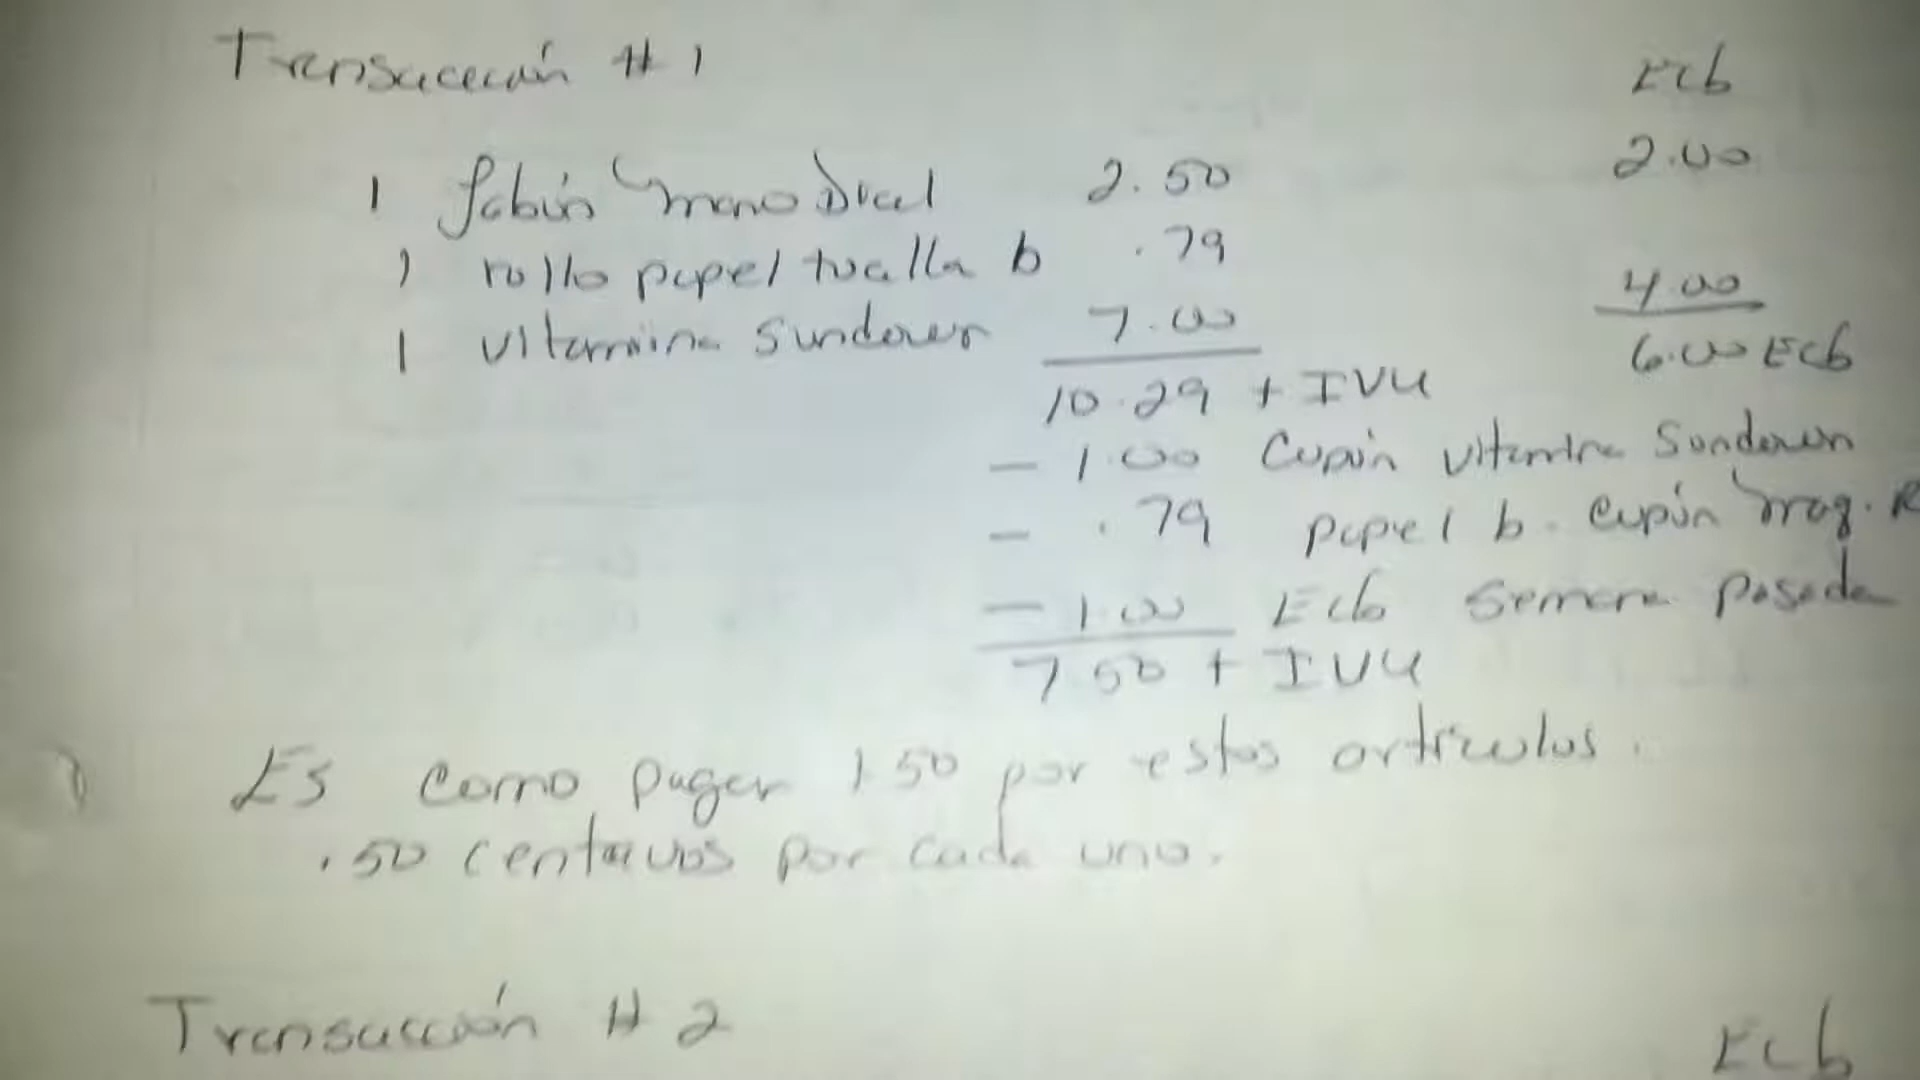 Transacción # 1 Ecb
1 Jabón mano Dial 2.50 2.00
1 rollo papel toalla b .79
1 vitamina Sundown 7.00 4.00
10.29 + IVU 6.00 Ecb
- 1.00 Cupón vitamina Sundown
- .79 papel b. cupón mag. R
- 1.00 Ecb semana pasada
7.50 + IVU
Es como pagar 1.50 por estos artículos.
.50 centavos por cada uno.
Transacción # 2 Ecb